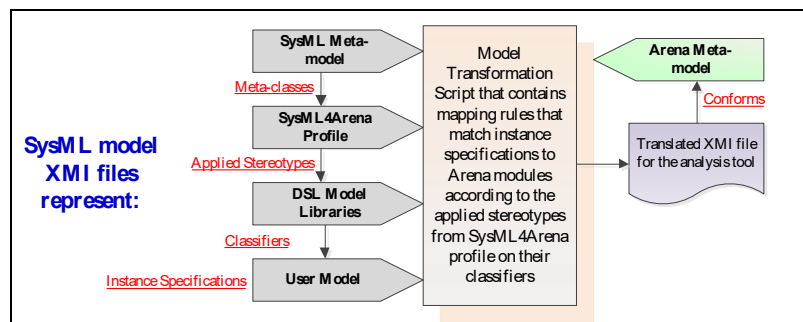 SysML model
XMI files
represent:
SysML Meta-
model
Meta-classes
SysML4Arena
Profile
Applied Stereotypes
DSL Model
Libraries
Classifiers
Instance Specifications
User Model
Model
Transformation
Script that contains
mapping rules that
match instance
specifications to
Arena modules
according to the
applied stereotypes
from SysML4Arena
profile on their
classifiers
Arena Meta-
model
Conforms
Translated XMI file
for the analysis tool